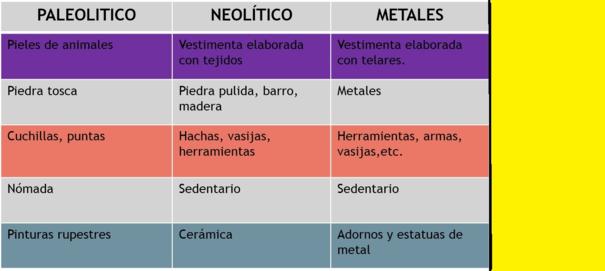 PALEOLITICO NEOLÍTICO METALES
Pieles de animales Vestimenta elaborada Vestimenta elaborada
con tejidos con telares.
Piedra tosca Piedra pulida, barro, Metales
madera
Cuchillas, puntas Hachas, vasijas, Herramientas, armas,
herramientas vasijas,etc.
Nómada Sedentario Sedentario
Pinturas rupestres Cerámica Adornos y estatuas de
metal